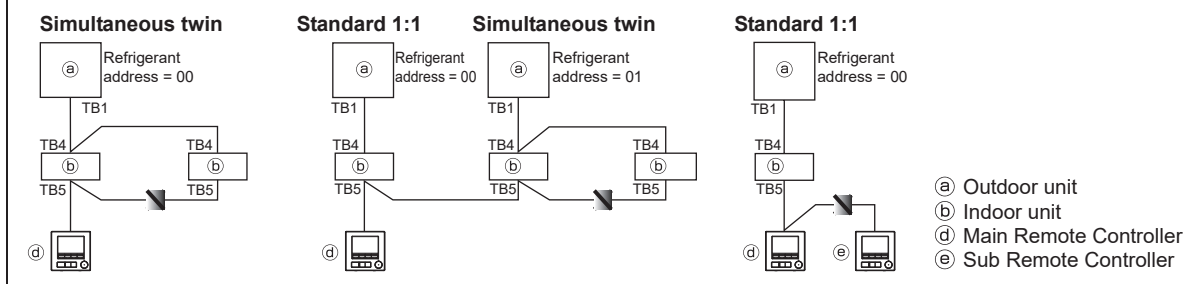 Simultaneous twin
Standard 1:1
Simultaneous twin
Standard 1:1
ⓐ
Refrigerant
address = 00
ⓐ
Refrigerant
address = 00
ⓐ
Refrigerant
address = 01
ⓐ
Refrigerant
address = 00
TB1
TB1
TB1
TB1
TB4
TB4
TB4
TB4
TB4
TB4
ⓑ
ⓑ
ⓑ
ⓑ
ⓑ
ⓑ
TB5
TB5
TB5
TB5
TB5
TB5
ⓓ
ⓓ
ⓓ
ⓔ
ⓐ Outdoor unit
ⓑ Indoor unit
ⓓ Main Remote Controller
ⓔ Sub Remote Controller